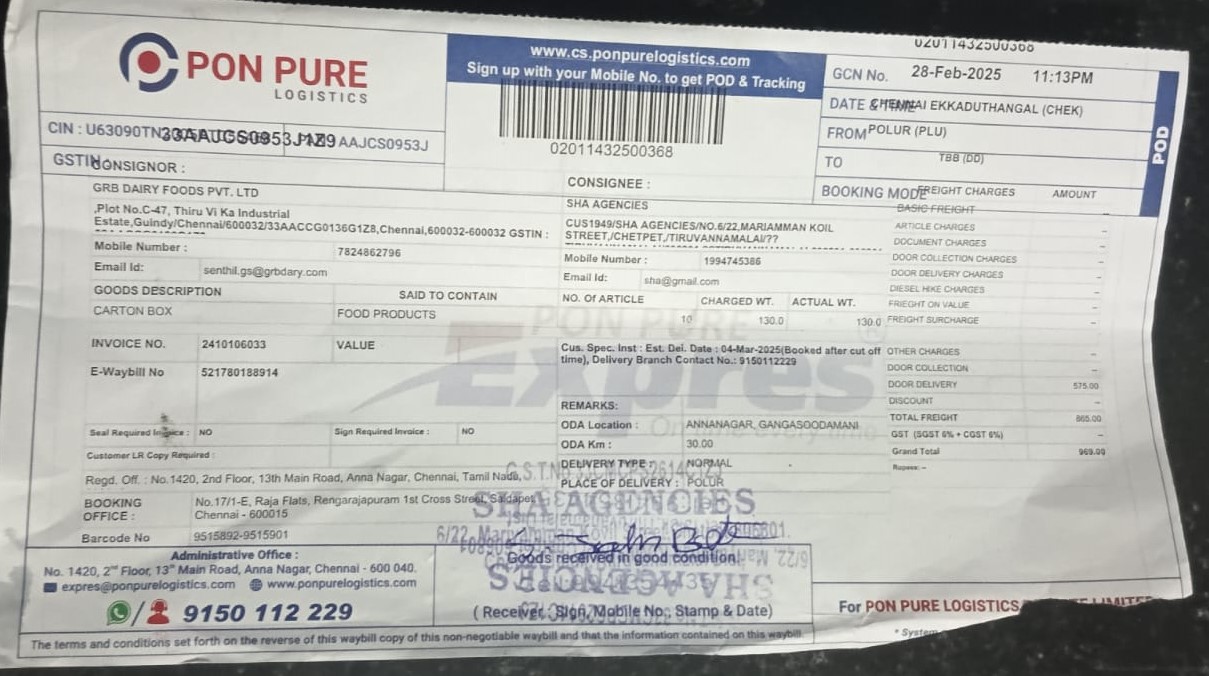 PON PURE
LOGISTICS
www.cs.ponpurelogistics.com
Sign up with your Mobile No. to get POD & Tracking
02011432500368
02011432500368
GCN No. 28-Feb-2025 11:13PM
DATE & TIME CHENNAI EKKADUTHANGAL (CHEK)
FROM POLUR (PLU)
TO TBB (DD)
BOOKING MODE
POD
CIN : U63090TN
33AAJCS0953J1Z9
AAJCS0953J
GSTIN
CONSIGNOR :
GRB DAIRY FOODS PVT. LTD
,Plot No.C-47, Thiru Vi Ka Industrial
Estate,Guindy/Chennai/600032/33AACCG0136G1Z8,Chennai,600032-600032 GSTIN :
Mobile Number : 7824862796
Email Id: senthil.gs@grbdary.com
CONSIGNEE :
SHA AGENCIES
CUS1949/SHA AGENCIES/NO.6/22,MARIAMMAN KOIL
STREET,/CHETPET,/TIRUVANNAMALAI/??
Mobile Number : 1994745386
Email Id: sha@gmail.com
GOODS DESCRIPTION SAID TO CONTAIN
CARTON BOX FOOD PRODUCTS
NO. Of ARTICLE CHARGED WT. ACTUAL WT.
10 130.0 130.0
INVOICE NO. 2410106033 VALUE
E-Waybill No 521780188914
Seal Required Invoice : NO Sign Required Invoice : NO
Customer LR Copy Required :
PON PURE
Expres
On time every time
Cus. Spec. Inst : Est. Del. Date : 04-Mar-2025(Booked after cut off
time), Delivery Branch Contact No.: 9150112229
REMARKS:
ODA Location : ANNANAGAR, GANGASOODAMANI
ODA Km : 30.00
DELIVERY TYPE : NORMAL
PLACE OF DELIVERY : POLUR
FREIGHT CHARGES AMOUNT
BASIC FREIGHT –
ARTICLE CHARGES –
DOCUMENT CHARGES –
DOOR COLLECTION CHARGES –
DOOR DELIVERY CHARGES –
DIESEL HIKE CHARGES –
FRIEGHT ON VALUE –
FREIGHT SURCHARGE –
OTHER CHARGES –
DOOR COLLECTION –
DOOR DELIVERY 575.00
DISCOUNT –
TOTAL FREIGHT 865.00
GST (SGST 6% + CGST 6%) –
Grand Total 969.00
Rupees: –
Regd. Off. : No.1420, 2nd Floor, 13th Main Road, Anna Nagar, Chennai, Tamil Nadu,
BOOKING
OFFICE :
No.17/1-E, Raja Flats, Rengarajapuram 1st Cross Street, Saidapet,
Chennai - 600015
Barcode No 9515892-9515901
SHA AGENCIES
Goods received in good condition.
SHA AGENCIES
( Receiver : Sign, Mobile No., Stamp & Date)
Administrative Office :
No. 1420, 2nd Floor, 13th Main Road, Anna Nagar, Chennai - 600 040.
expres@ponpurelogistics.com www.ponpurelogistics.com
9150 112 229
For PON PURE LOGISTICS
* System
The terms and conditions set forth on the reverse of this waybill copy of this non-negotiable waybill and that the information contained on this waybill.